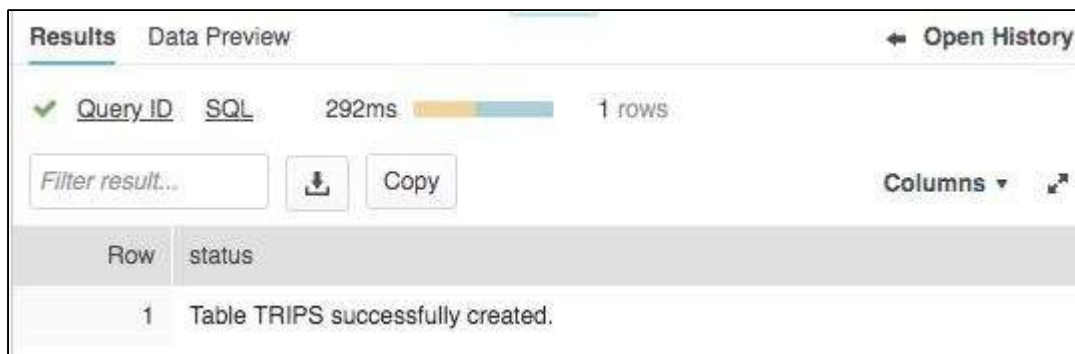 Results Data Preview Open History
Query ID SQL 292ms 1 rows
Filter result... Copy Columns
Row status
1 Table TRIPS successfully created.